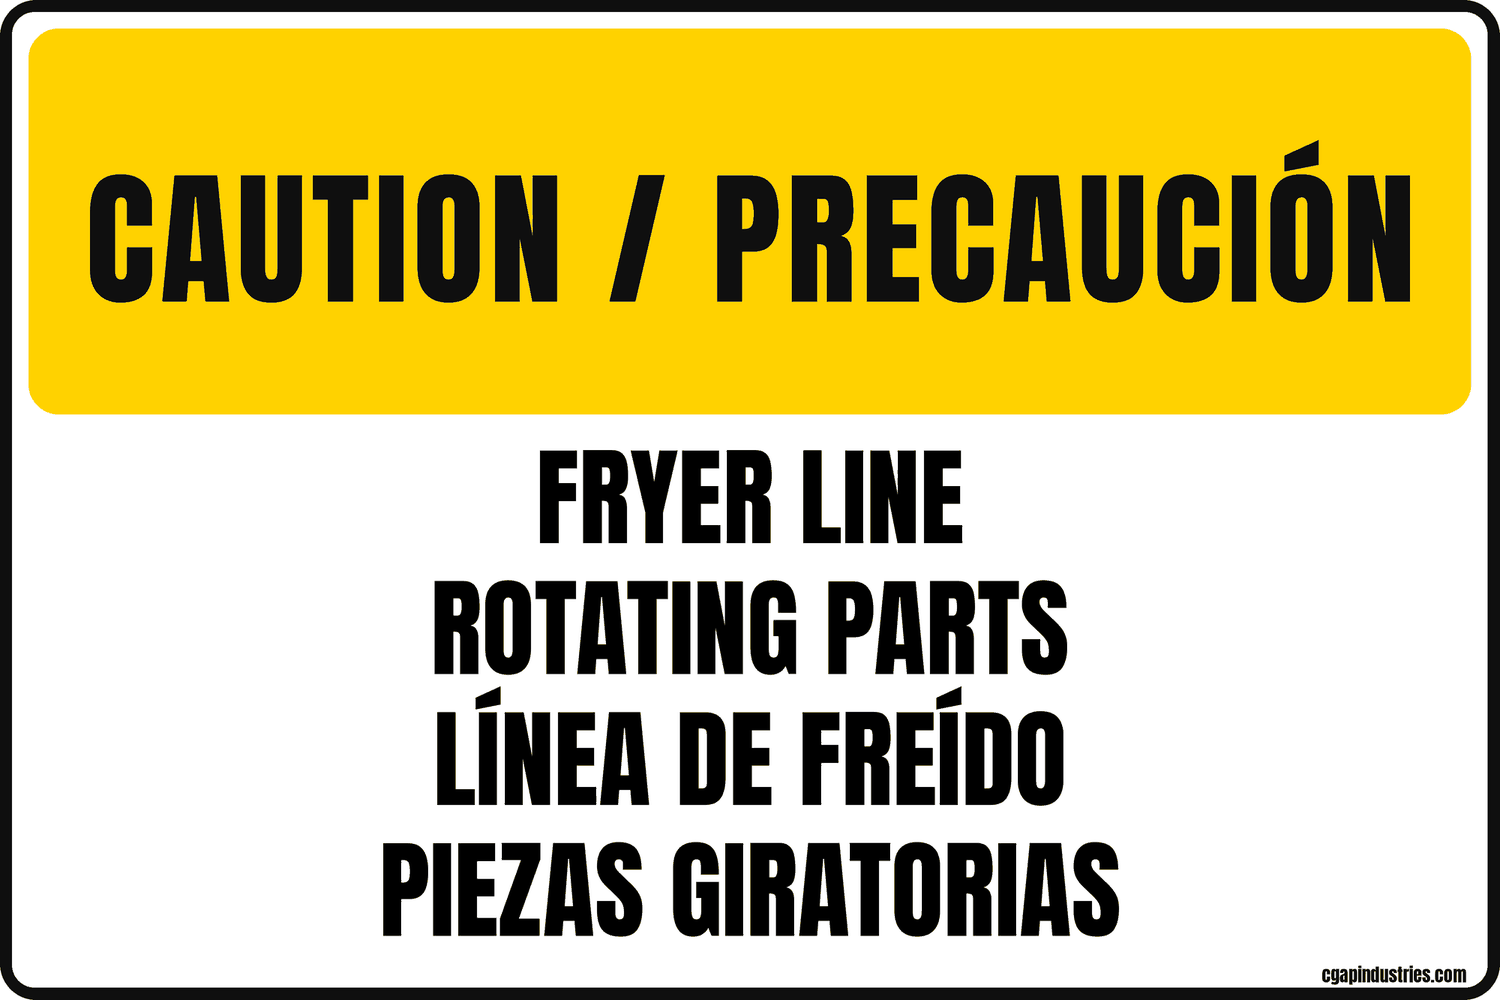 CAUTION / PRECAUCIÓN
FRYER LINE
ROTATING PARTS
LÍNEA DE FREÍDO
PIEZAS GIRATORIAS
cgapindustries.com